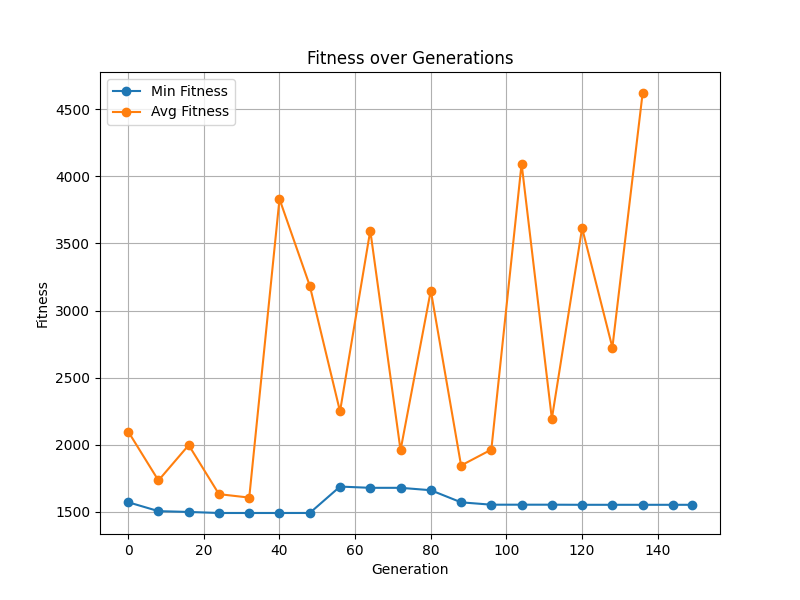 Fitness over Generations
Min Fitness
Avg Fitness
4500
4000
3500
3000
2500
2000
1500
Fitness
0 20 40 60 80 100 120 140
Generation